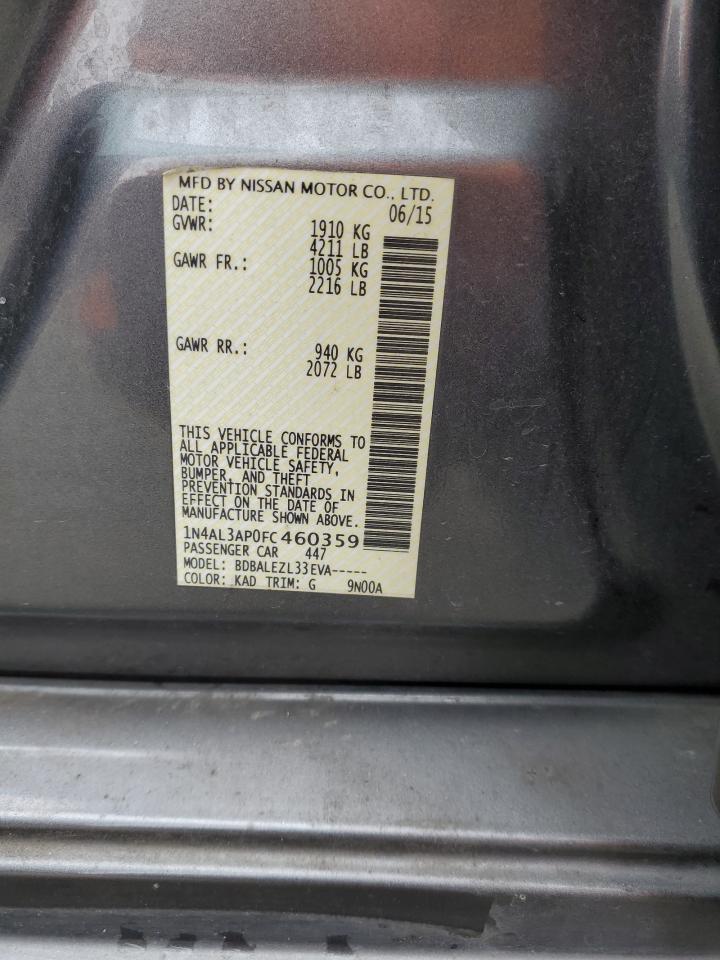 MFD BY NISSAN MOTOR CO., LTD.
DATE: 06/15
GVWR: 1910 KG
4211 LB
GAWR FR.: 1005 KG
2216 LB
GAWR RR.: 940 KG
2072 LB
THIS VEHICLE CONFORMS TO
ALL APPLICABLE FEDERAL
MOTOR VEHICLE SAFETY,
BUMPER, AND THEFT
PREVENTION STANDARDS IN
EFFECT ON THE DATE OF
MANUFACTURE SHOWN ABOVE.
1N4AL3AP0FC460359
PASSENGER CAR 447
MODEL: BDBALEZL33EVA-----
COLOR: KAD TRIM: G 9N00A